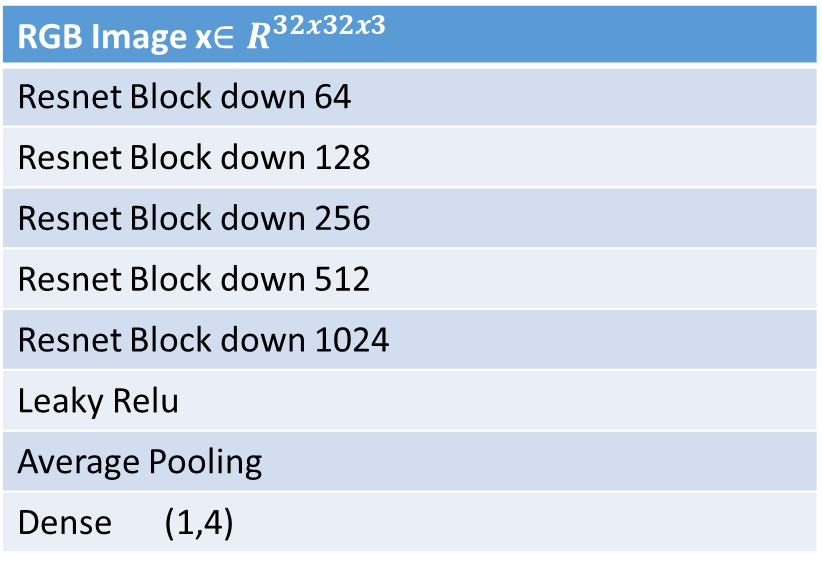 RGB Image x∈ R^32x32x3
Resnet Block down 64
Resnet Block down 128
Resnet Block down 256
Resnet Block down 512
Resnet Block down 1024
Leaky Relu
Average Pooling
Dense (1,4)